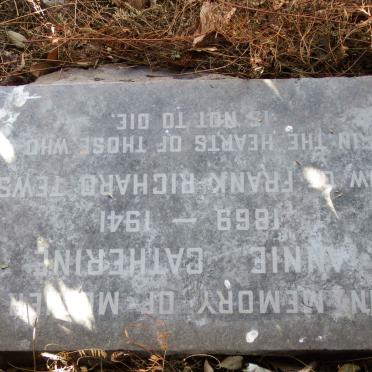 IN MEMORY OF
CATHERINE
1869 — 1941
FRANK RICHARD TEWS
IN THE HEARTS OF THOSE WHO
IS NOT TO DIE.